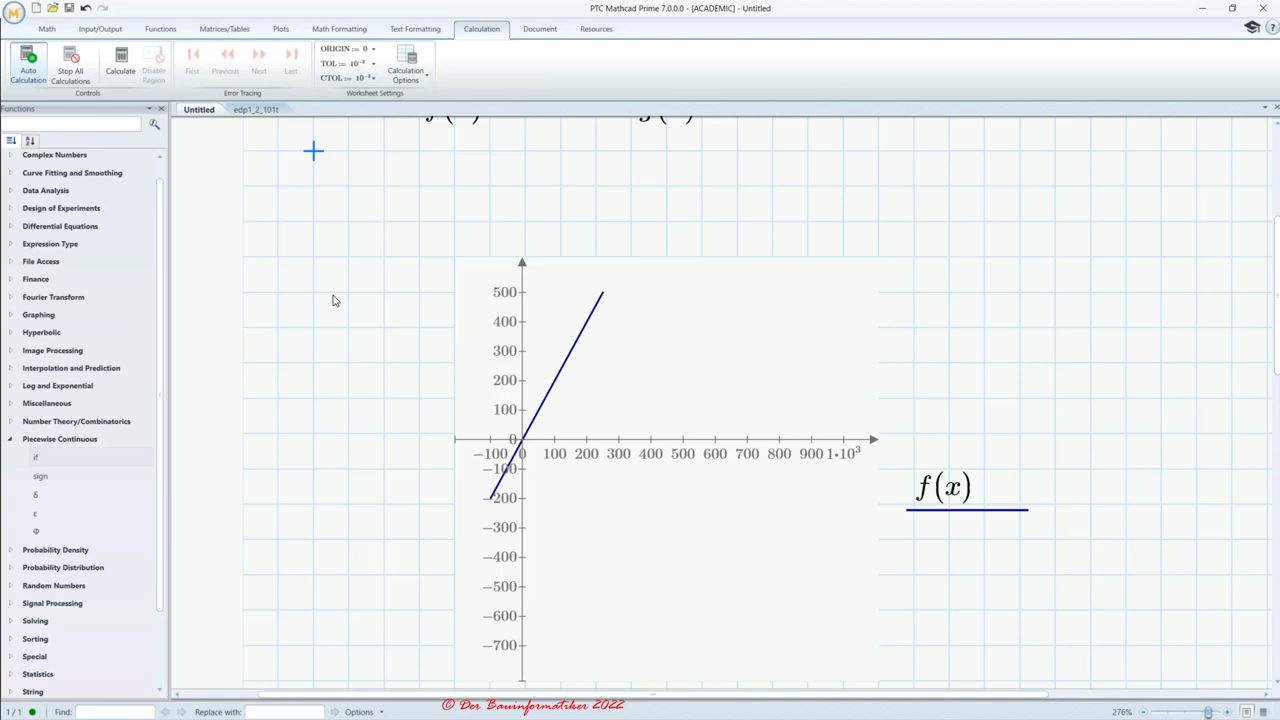 PTC Mathcad Prime 7.0.0.0 - [ACADEMIC] - Untitled
Math Input/Output Functions Matrices/Tables Plots Math Formatting Text Formatting Calculation Document Resources
Auto Calculation
Stop All Calculations
Calculate
Disable Region
First Previous Next Last
ORIGIN := 0
TOL := 10⁻³
CTOL := 10⁻³
Calculation Options
Controls Error Tracing Worksheet Settings
Functions
Untitled edp1_2_101t
Complex Numbers
Curve Fitting and Smoothing
Data Analysis
Design of Experiments
Differential Equations
Expression Type
File Access
Finance
Fourier Transform
Graphing
Hyperbolic
Image Processing
Interpolation and Prediction
Log and Exponential
Miscellaneous
Number Theory/Combinatorics
Piecewise Continuous
if
sign
δ
ε
Φ
Probability Density
Probability Distribution
Random Numbers
Signal Processing
Solving
Sorting
Special
Statistics
String
500
400
300
200
100
0
−100 0 100 200 300 400 500 600 700 800 900 1•10³
−100
−200
−300
−400
−500
−600
−700
f(x)
© Der Bauinformatiker 2022
1 / 1 Find: Replace with: Options 276%